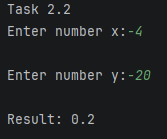 Task 2.2
Enter number x:-4
Enter number y:-20
Result: 0.2